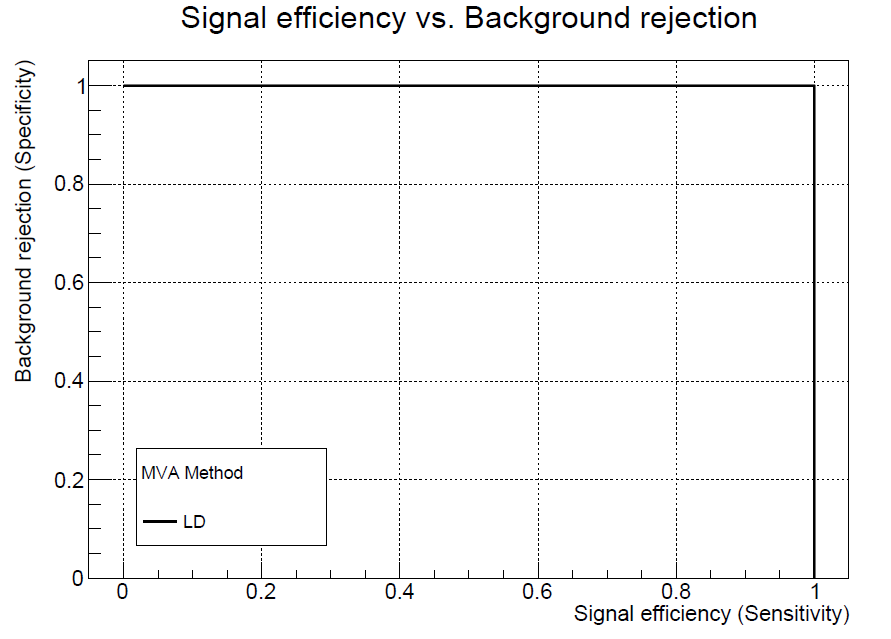 Signal efficiency vs. Background rejection
Background rejection (Specificity)
1
0.8
0.6
0.4
0.2
0
MVA Method
LD
0 0.2 0.4 0.6 0.8 1
Signal efficiency (Sensitivity)